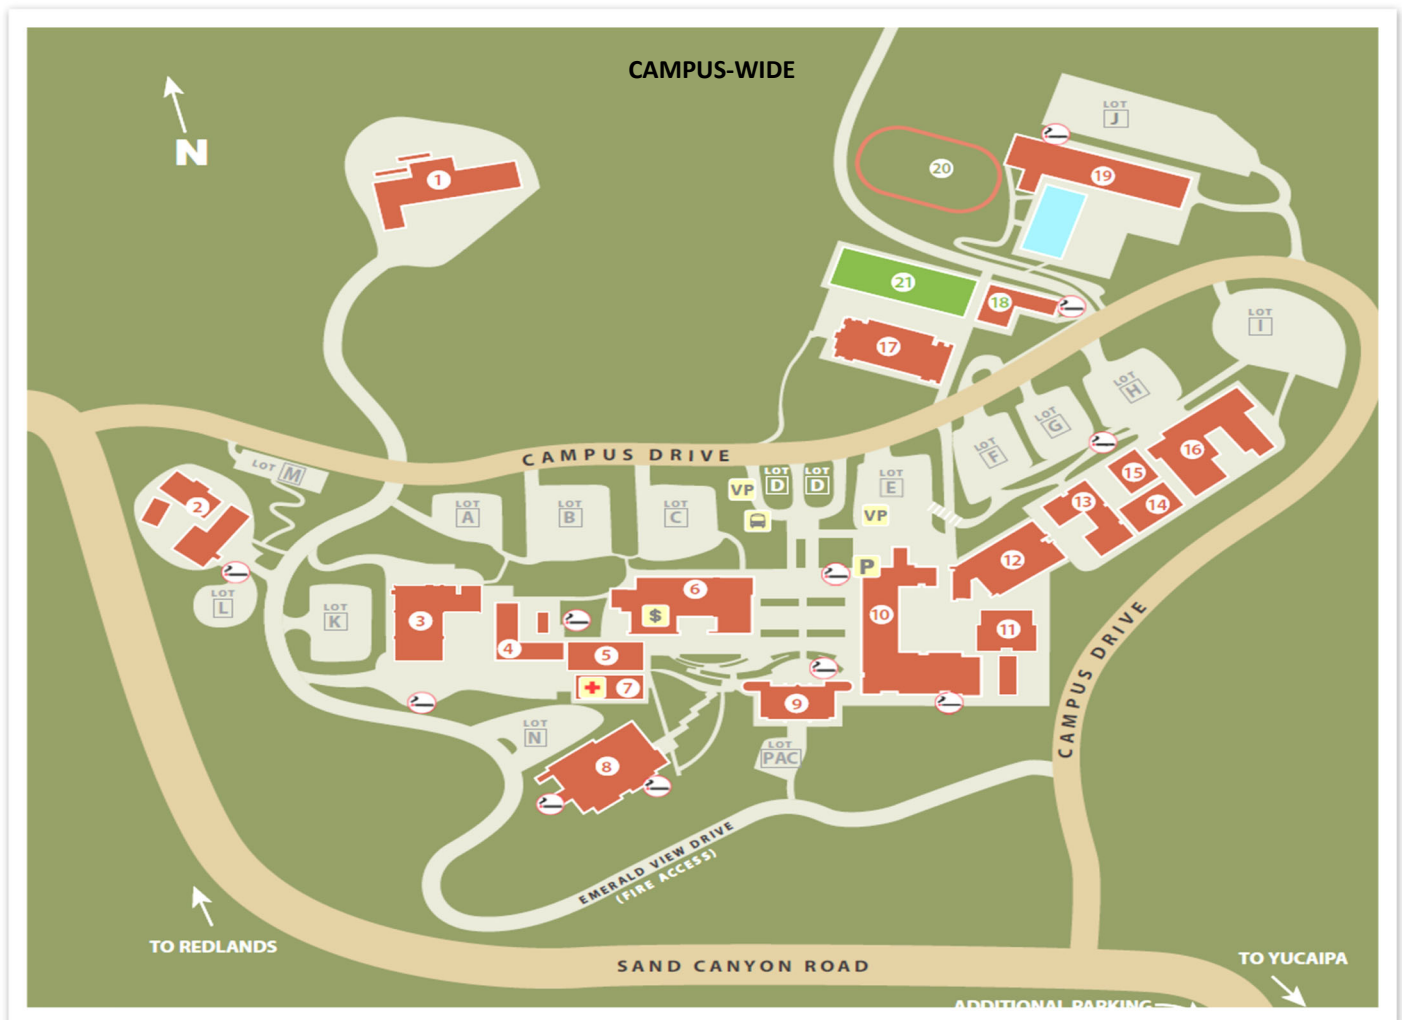 CAMPUS-WIDE
N
LOT
J
1
20
19
21
18
17
LOT
I
LOT
H
LOT
G
LOT
F
16
15
14
13
12
CAMPUS DRIVE
LOT M
2
LOT
A
LOT
B
LOT
C
VP
LOT
D
LOT
D
LOT
E
VP
P
LOT
L
LOT
K
3
4
5
6
$
7
10
11
9
LOT
N
8
LOT
PAC
CAMPUS DRIVE
EMERALD VIEW DRIVE
(FIRE ACCESS)
TO REDLANDS
SAND CANYON ROAD
TO YUCAIPA
ADDITIONAL PARKING